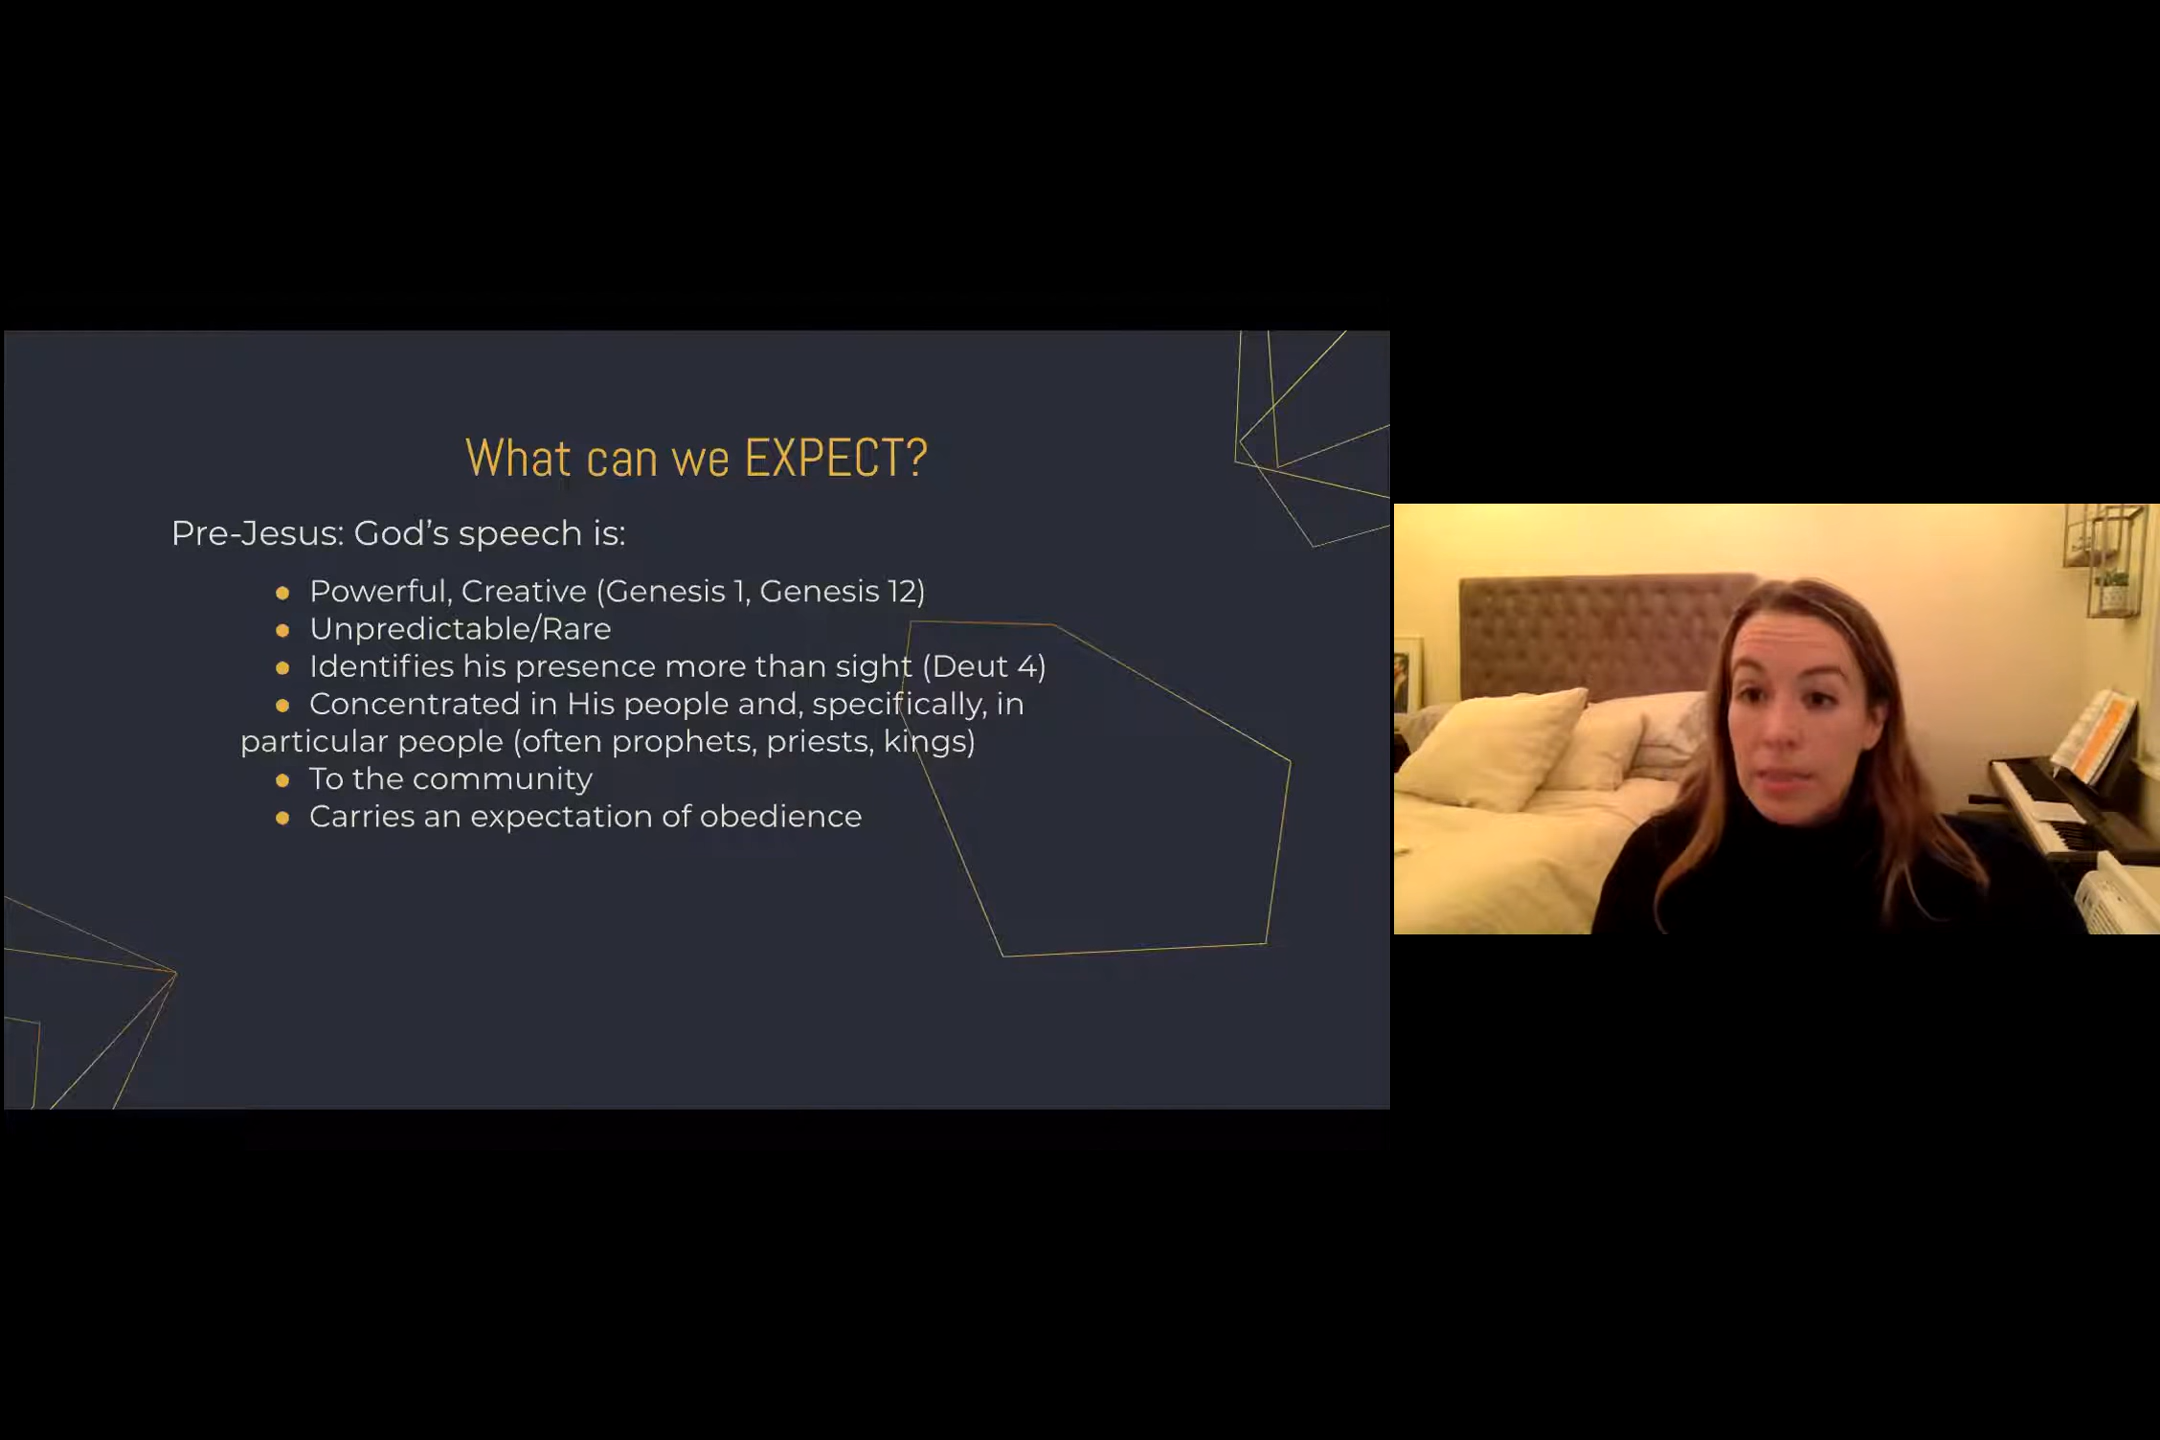 What can we EXPECT?
Pre-Jesus: God's speech is:
● Powerful, Creative (Genesis 1, Genesis 12)
● Unpredictable/Rare
● Identifies his presence more than sight (Deut 4)
● Concentrated in His people and, specifically, in
particular people (often prophets, priests, kings)
● To the community
● Carries an expectation of obedience